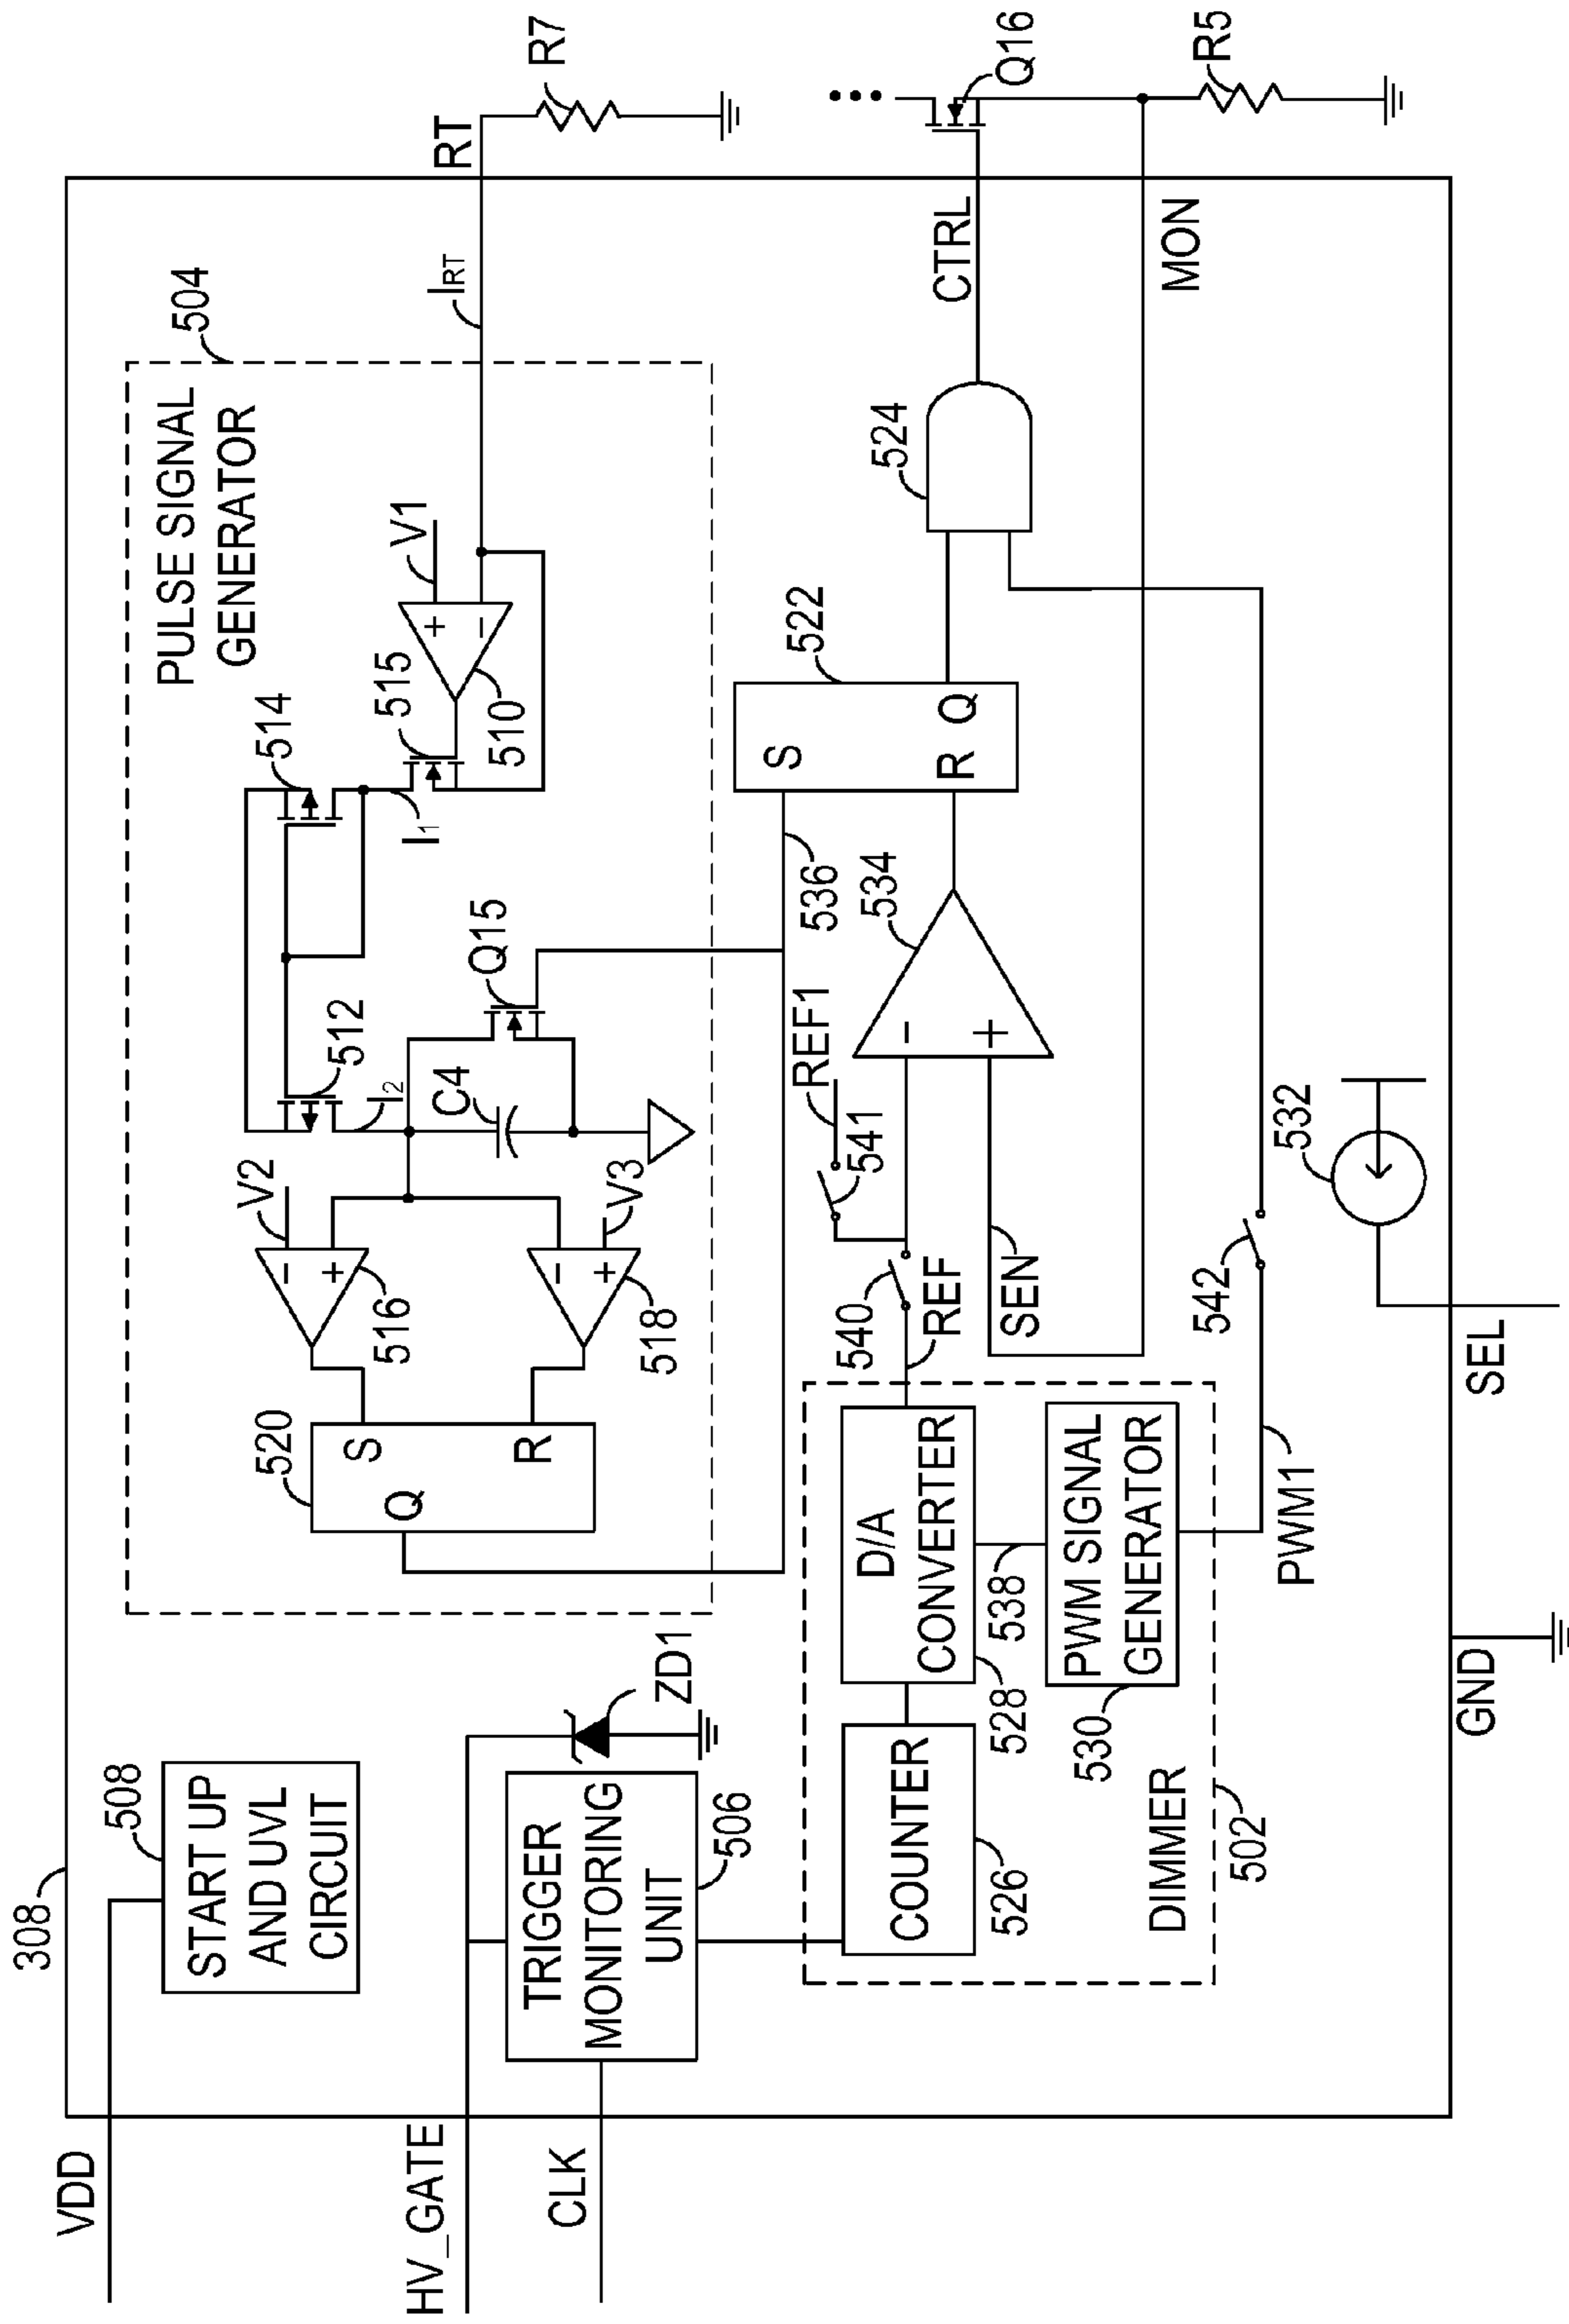 308
VDD
508
START UP
AND UVL
CIRCUIT
HV_GATE
CLK
TRIGGER
MONITORING
UNIT
506
ZD1
PULSE SIGNAL
GENERATOR
504
520
S
Q
R
V2
-
+
516
-
+
518
V3
512
I2
C4
Q15
514
I1
515
510
+
-
V1
IRT
RT
R7
536
S
R
Q
522
524
CTRL
Q16
R5
MON
534
-
+
REF1
541
540
REF
SEN
COUNTER
526
D/A
CONVERTER
528
538
PWM SIGNAL
GENERATOR
530
DIMMER
502
PWM1
542
532
SEL
GND